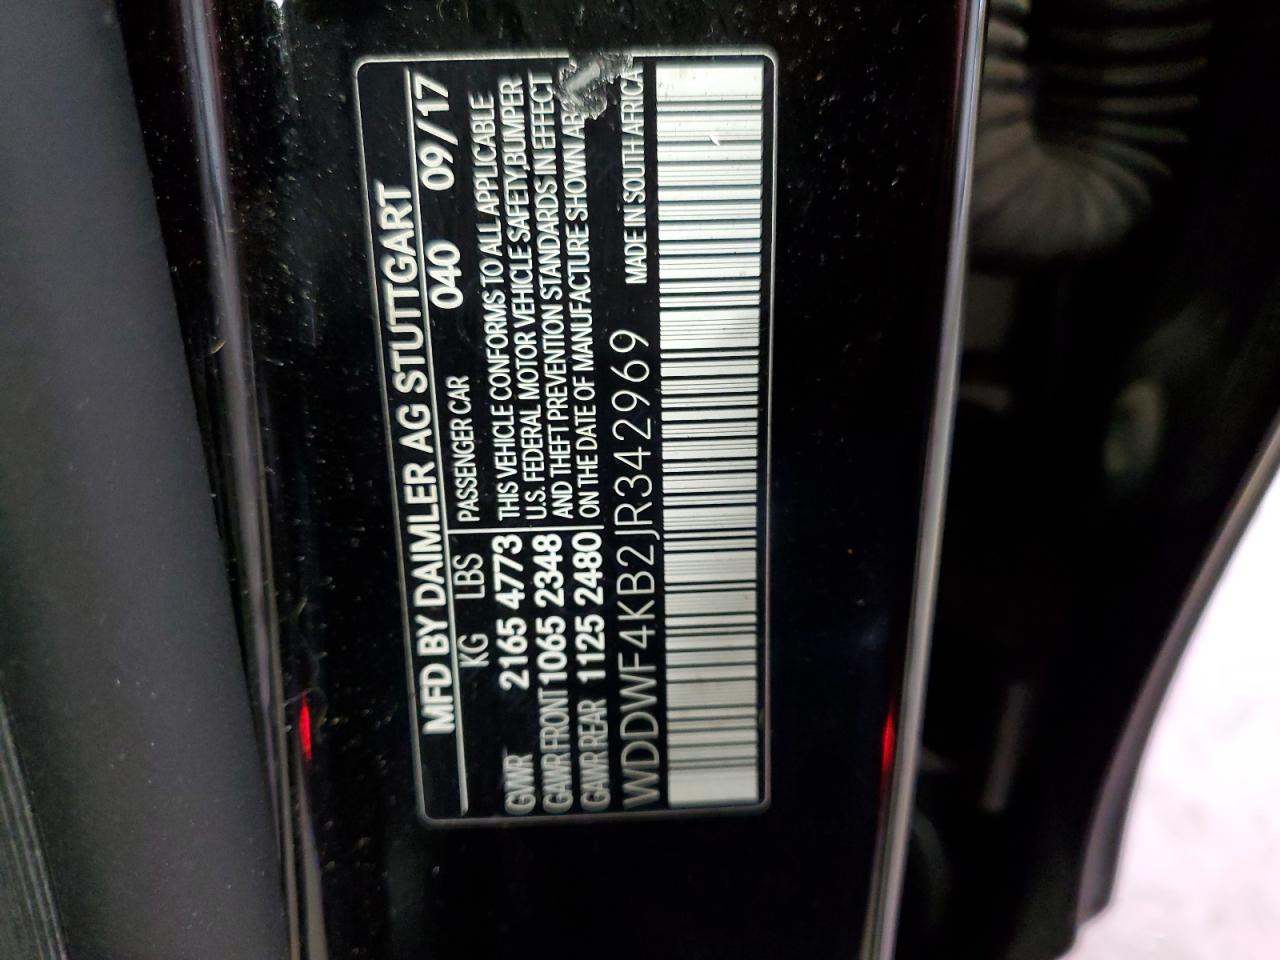 MFD BY DAIMLER AG STUTTGART
KG LBS PASSENGER CAR 040 09/17
GVWR 2165 4773 THIS VEHICLE CONFORMS TO ALL APPLICABLE
GAWR FRONT 1065 2348 U.S. FEDERAL MOTOR VEHICLE SAFETY,BUMPER
AND THEFT PREVENTION STANDARDS IN EFFECT
GAWR REAR 1125 2480 ON THE DATE OF MANUFACTURE SHOWN
WDDWF4KB2JR342969 MADE IN SOUTH AFRICA